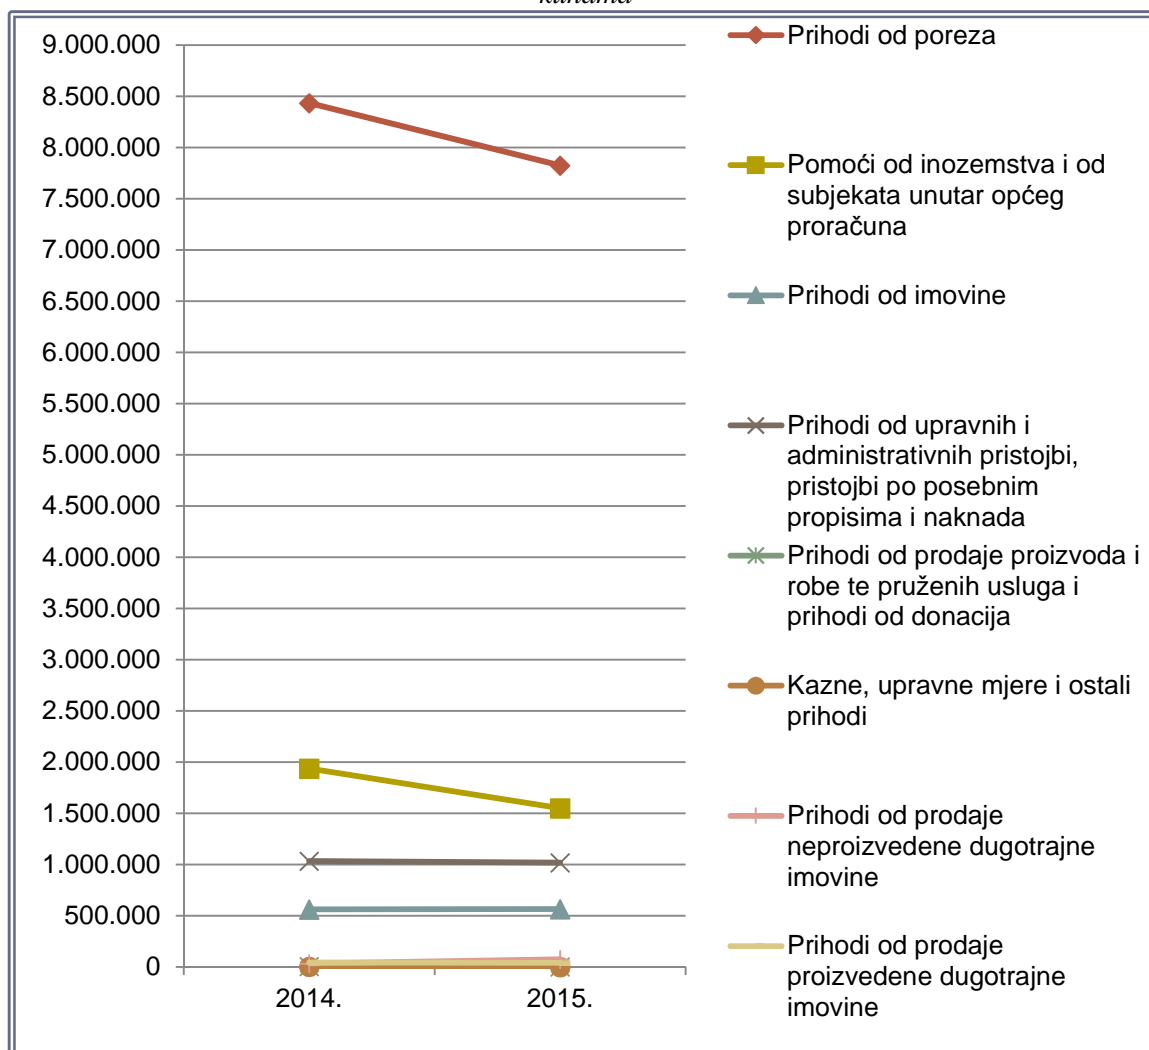 9.000.000
8.500.000
8.000.000
7.500.000
7.000.000
6.500.000
6.000.000
5.500.000
5.000.000
4.500.000
4.000.000
3.500.000
3.000.000
2.500.000
2.000.000
1.500.000
1.000.000
500.000
0
2014.
2015.
Prihodi od poreza
Pomoći od inozemstva i od
subjekata unutar općeg
proračuna
Prihodi od imovine
Prihodi od upravnih i
administrativnih pristojbi,
pristojbi po posebnim
propisima i naknada
Prihodi od prodaje proizvoda i
robe te pruženih usluga i
prihodi od donacija
Kazne, upravne mjere i ostali
prihodi
Prihodi od prodaje
neproizvedene dugotrajne
imovine
Prihodi od prodaje
proizvedene dugotrajne
imovine